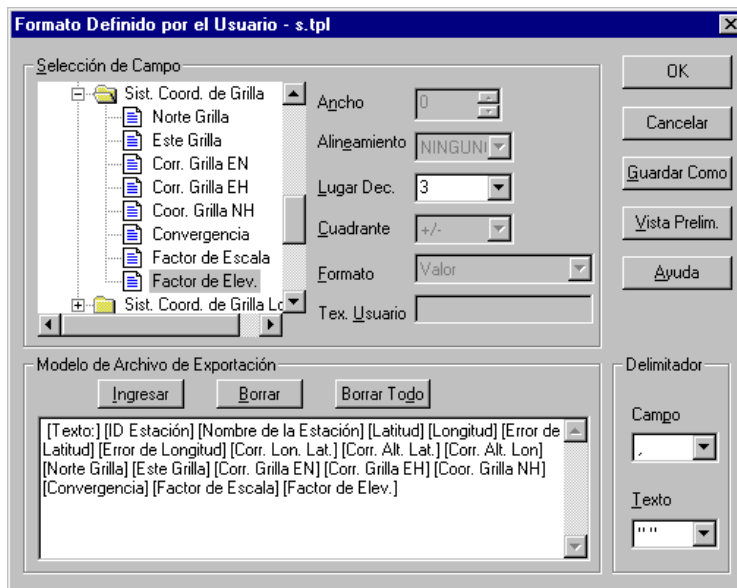 Formato Definido por el Usuario - s.tpl
Selección de Campo
Sist. Coord. de Grilla
Norte Grilla
Este Grilla
Corr. Grilla EN
Corr. Grilla EH
Coor. Grilla NH
Convergencia
Factor de Escala
Factor de Elev.
Sist. Coord. de Grilla Lo
Ancho
0
Alineamiento
NINGUN
Lugar Dec.
3
Cuadrante
+/-
Formato
Valor
Tex. Usuario
OK
Cancelar
Guardar Como
Vista Prelim.
Ayuda
Modelo de Archivo de Exportación
Ingresar
Borrar
Borrar Todo
[Texto:] [ID Estación] [Nombre de la Estación] [Latitud] [Longitud] [Error de
Latitud] [Error de Longitud] [Corr. Lon. Lat.] [Corr. Alt. Lat.] [Corr. Alt. Lon]
[Norte Grilla] [Este Grilla] [Corr. Grilla EN] [Corr. Grilla EH] [Coor. Grilla NH]
[Convergencia] [Factor de Escala] [Factor de Elev.]
Delimitador
Campo
,
Texto
" "